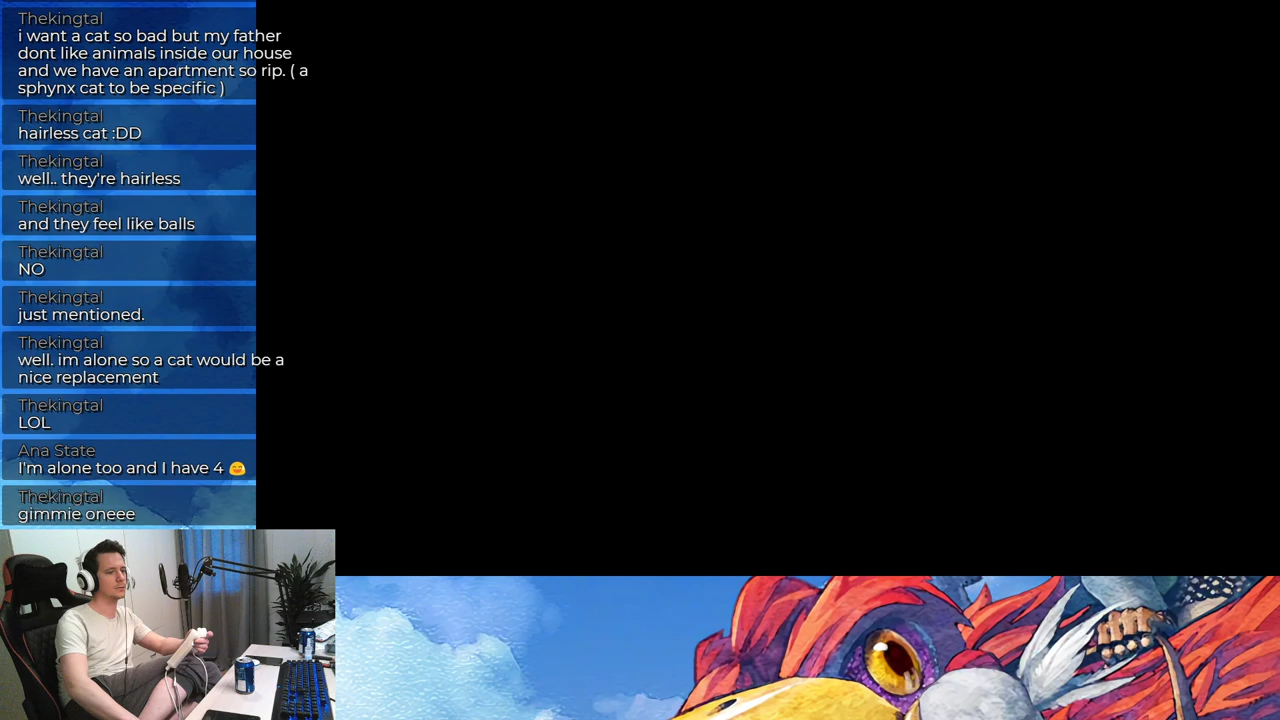 Thekingtal
i want a cat so bad but my father
dont like animals inside our house
and we have an apartment so rip. ( a
sphynx cat to be specific )
Thekingtal
hairless cat :DD
Thekingtal
well.. they're hairless
Thekingtal
and they feel like balls
Thekingtal
NO
Thekingtal
just mentioned.
Thekingtal
well. im alone so a cat would be a
nice replacement
Thekingtal
LOL
Ana State
I'm alone too and I have 4 😅
Thekingtal
gimmie oneee